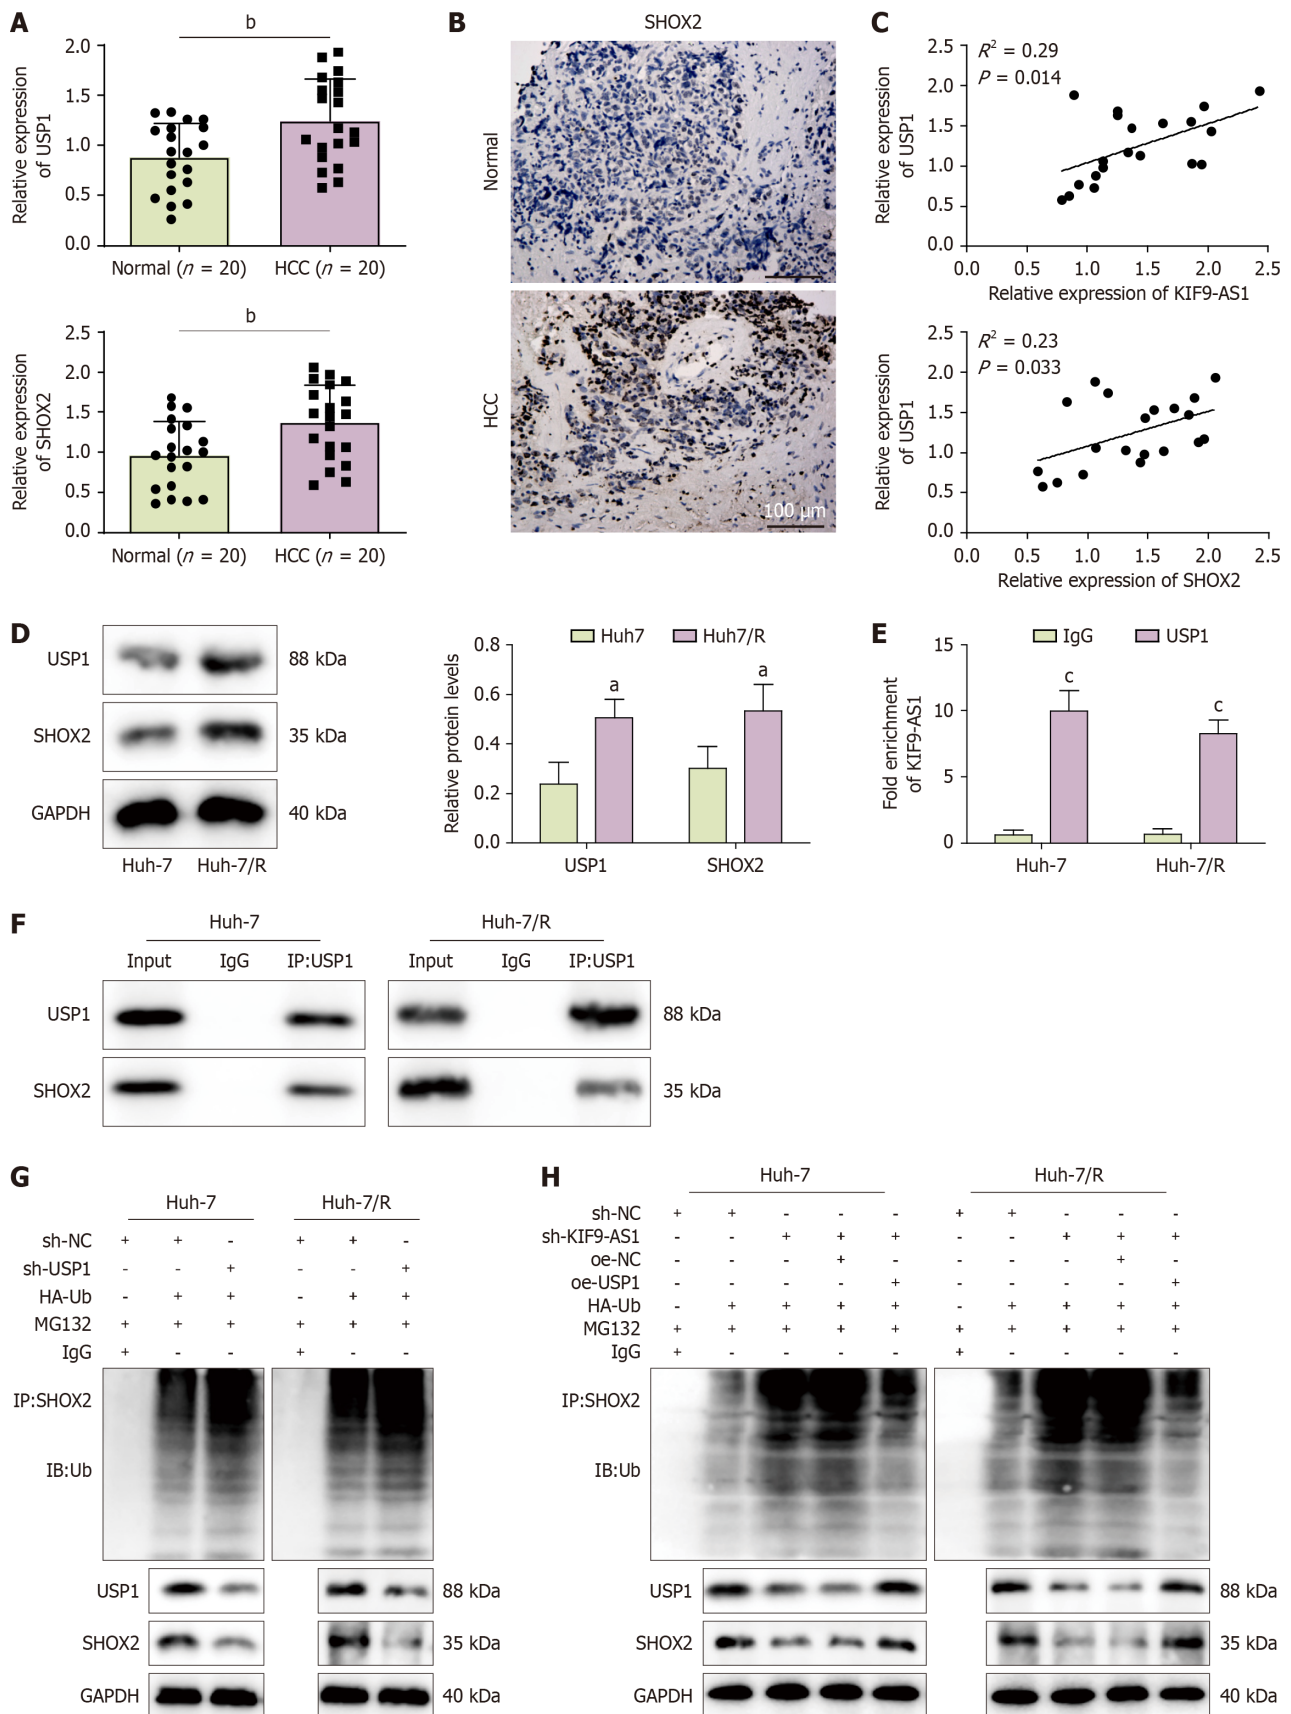 A
b
Relative expression
of USP1
2.0
1.5
1.0
0.5
0.0
Normal (n = 20)
HCC (n = 20)
b
Relative expression
of SHOX2
2.5
2.0
1.5
1.0
0.5
0.0
Normal (n = 20)
HCC (n = 20)
B
SHOX2
Normal
HCC
100 μm
C
R² = 0.29
P = 0.014
Relative expression
of USP1
2.5
2.0
1.5
1.0
0.5
0.0
0.0 0.5 1.0 1.5 2.0 2.5
Relative expression of KIF9-AS1
R² = 0.23
P = 0.033
Relative expression
of USP1
2.5
2.0
1.5
1.0
0.5
0.0
0.0 0.5 1.0 1.5 2.0 2.5
Relative expression of SHOX2
D
USP1 88 kDa
SHOX2 35 kDa
GAPDH 40 kDa
Huh-7 Huh-7/R
Huh7 Huh7/R
Relative protein levels
0.8
0.6
0.4
0.2
0.0
a
a
USP1 SHOX2
E
IgG USP1
Fold enrichment
of KIF9-AS1
15
10
5
0
c
c
Huh-7 Huh-7/R
F
Huh-7 Huh-7/R
Input IgG IP:USP1 Input IgG IP:USP1
USP1 88 kDa
SHOX2 35 kDa
G
Huh-7 Huh-7/R
sh-NC + + - + + -
sh-USP1 - - + - - +
HA-Ub - + + - + +
MG132 + + + + + +
IgG + - - + - -
IP:SHOX2
IB:Ub
USP1 88 kDa
SHOX2 35 kDa
GAPDH 40 kDa
H
Huh-7 Huh-7/R
sh-NC + + - - - + + - - -
sh-KIF9-AS1 - - + + + - - + + +
oe-NC - - - + - - - - + -
oe-USP1 - - - - + - - - - +
HA-Ub - + + + + - + + + +
MG132 + + + + + + + + + +
IgG + - - - - + - - - -
IP:SHOX2
IB:Ub
USP1 88 kDa
SHOX2 35 kDa
GAPDH 40 kDa